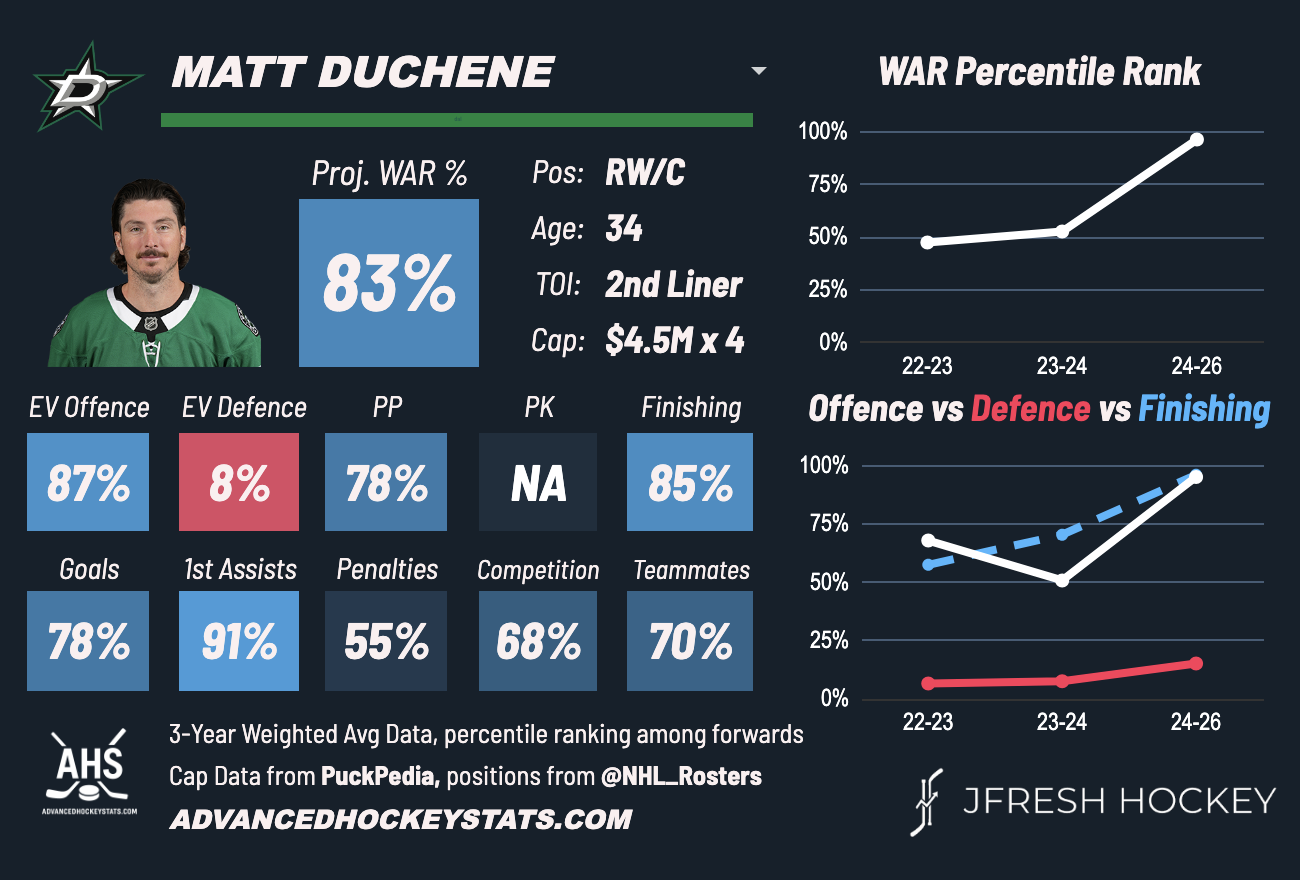 MATT DUCHENE
Proj. WAR %
83%
Pos: RW/C
Age: 34
TOI: 2nd Liner
Cap: $4.5M x 4
EV Offence EV Defence PP PK Finishing
87% 8% 78% NA 85%
Goals 1st Assists Penalties Competition Teammates
78% 91% 55% 68% 70%
WAR Percentile Rank
100%
75%
50%
25%
0%
22-23 23-24 24-26
Offence vs Defence vs Finishing
100%
75%
50%
25%
0%
22-23 23-24 24-26
AHS
ADVANCEDHOCKEYSTATS.COM
3-Year Weighted Avg Data, percentile ranking among forwards
Cap Data from PuckPedia, positions from @NHL_Rosters
ADVANCEDHOCKEYSTATS.COM
JFRESH HOCKEY